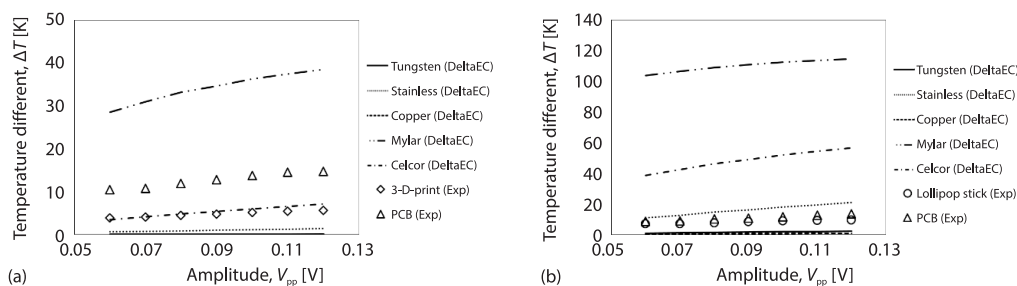 Temperature different, ΔT [K]
50
40
30
20
10
0
0.05
0.07
0.09
0.11
0.13
Amplitude, Vpp [V]
(a)
Tungsten (DeltaEC)
Stainless (DeltaEC)
Copper (DeltaEC)
Mylar (DeltaEC)
Celcor (DeltaEC)
3-D-print (Exp)
PCB (Exp)
Temperature different, ΔT [K]
140
120
100
80
60
40
20
0
0.05
0.07
0.09
0.11
0.13
Amplitude, Vpp [V]
(b)
Tungsten (DeltaEC)
Stainless (DeltaEC)
Copper (DeltaEC)
Mylar (DeltaEC)
Celcor (DeltaEC)
Lollipop stick (Exp)
PCB (Exp)